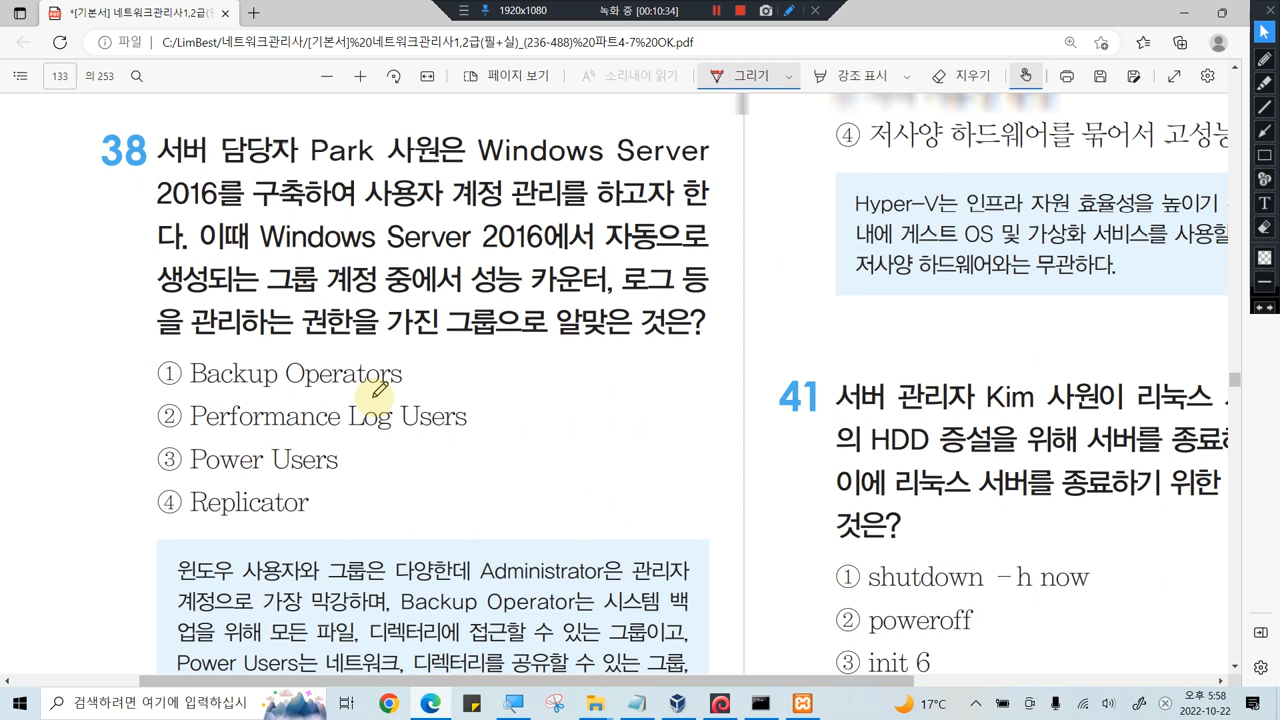 *[기본서] 네트워크관리사1,2급(
1920x1080
녹화 중 [00:10:34]
파일
C:/LimBest/네트워크관리사/[기본서]%20네트워크관리사1,2급(필+실)_(236-488)%20파트4-7%20OK.pdf
133 의 253
페이지 보기
소리내어 읽기
그리기
강조 표시
지우기
38 서버 담당자 Park 사원은 Windows Server
2016를 구축하여 사용자 계정 관리를 하고자 한
다. 이때 Windows Server 2016에서 자동으로
생성되는 그룹 계정 중에서 성능 카운터, 로그 등
을 관리하는 권한을 가진 그룹으로 알맞은 것은?
① Backup Operators
② Performance Log Users
③ Power Users
④ Replicator
윈도우 사용자와 그룹은 다양한데 Administrator은 관리자
계정으로 가장 막강하며, Backup Operator는 시스템 백
업을 위해 모든 파일, 디렉터리에 접근할 수 있는 그룹이고,
Power Users는 네트워크, 디렉터리를 공유할 수 있는 그룹,
④ 저사양 하드웨어를 묶어서 고성능
Hyper-V는 인프라 자원 효율성을 높이기
내에 게스트 OS 및 가상화 서비스를 사용할
저사양 하드웨어와는 무관하다.
41 서버 관리자 Kim 사원이 리눅스
의 HDD 증설을 위해 서버를 종료하
이에 리눅스 서버를 종료하기 위한
것은?
① shutdown -h now
② poweroff
③ init 6
검색하려면 여기에 입력하십시
17°C
오후 5:58
2022-10-22